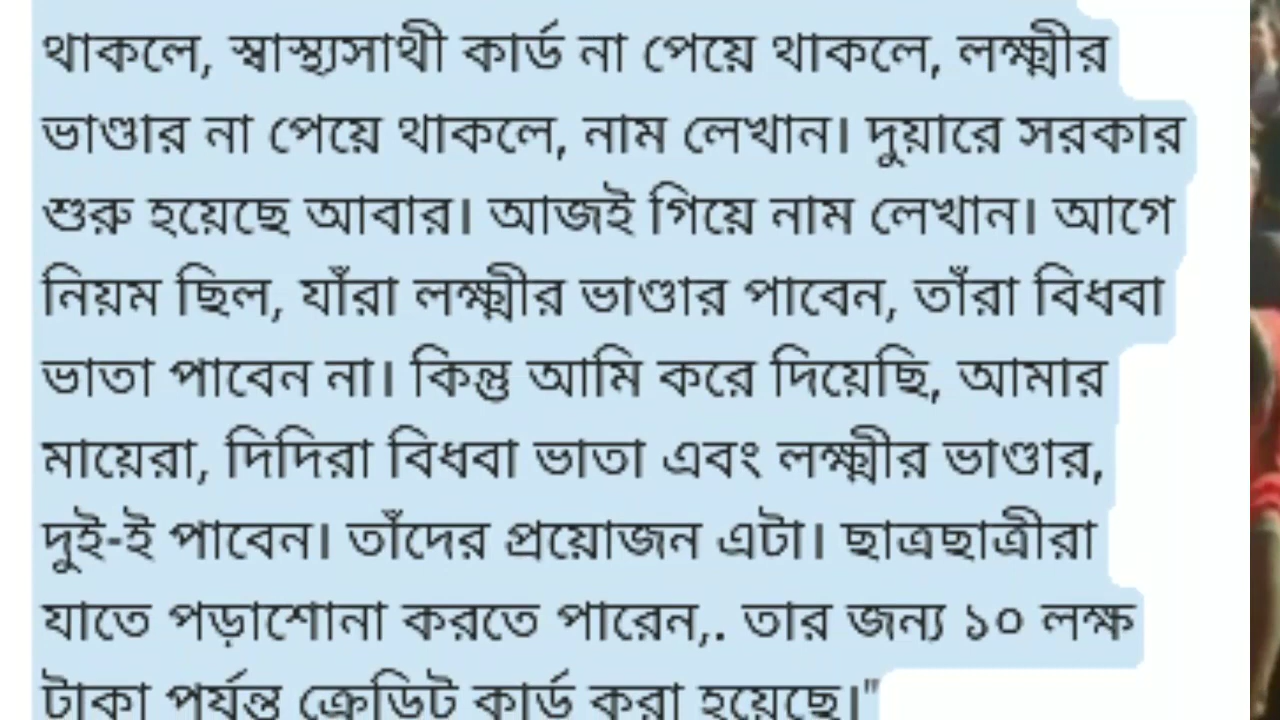 থাকলে, স্বাস্থ্যসাথী কার্ড না পেয়ে থাকলে, লক্ষ্মীর
ভাণ্ডার না পেয়ে থাকলে, নাম লেখান। দুয়ারে সরকার
শুরু হয়েছে আবার। আজই গিয়ে নাম লেখান। আগে
নিয়ম ছিল, যাঁরা লক্ষ্মীর ভাণ্ডার পাবেন, তাঁরা বিধবা
ভাতা পাবেন না। কিন্তু আমি করে দিয়েছি, আমার
মায়েরা, দিদিরা বিধবা ভাতা এবং লক্ষ্মীর ভাণ্ডার,
দুই-ই পাবেন। তাঁদের প্রয়োজন এটা। ছাত্রছাত্রীরা
যাতে পড়াশোনা করতে পারেন,. তার জন্য ১০ লক্ষ
টাকা পর্যন্ত ক্রেডিট কার্ড করা হয়েছে।"